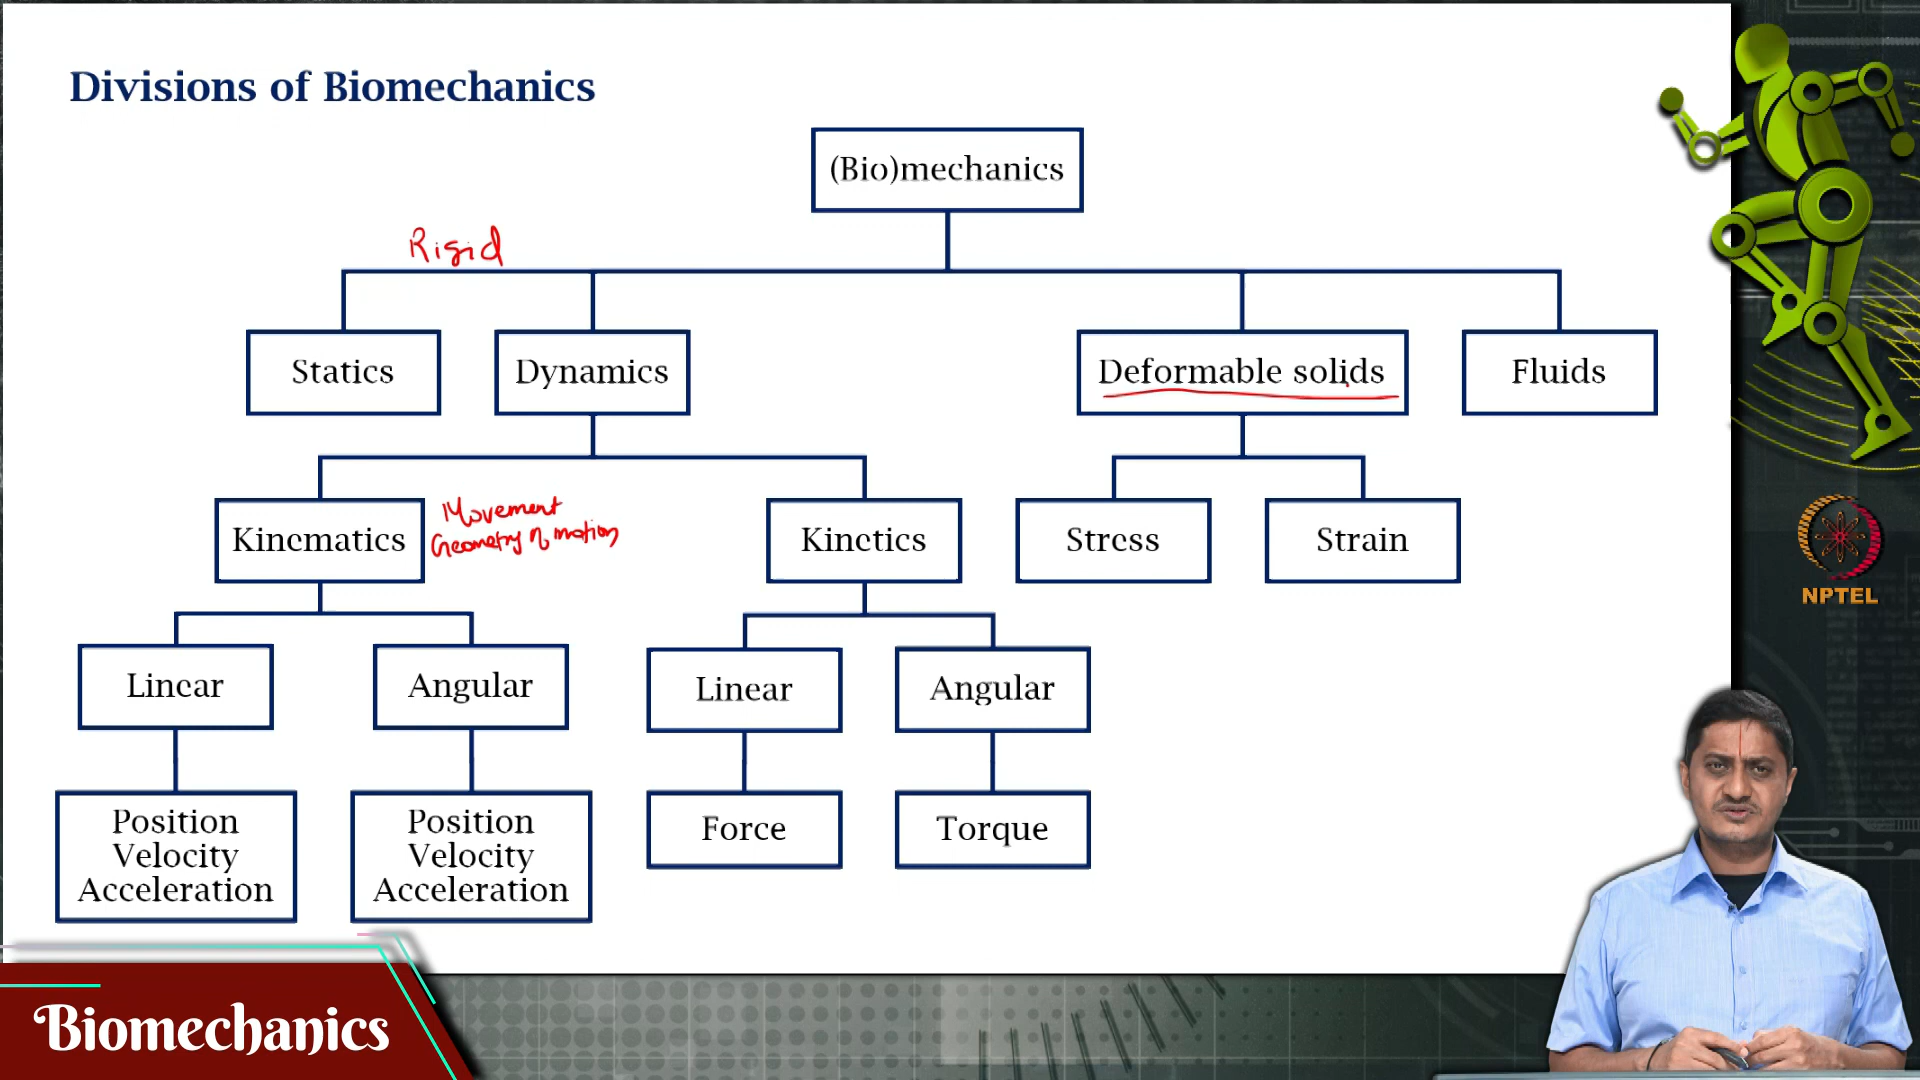 Divisions of Biomechanics
(Bio)mechanics
Rigid
Statics
Dynamics
Deformable solids
Fluids
Kinematics
Movement
Geometry of motion
Kinetics
Stress
Strain
Linear
Angular
Linear
Angular
Position
Velocity
Acceleration
Position
Velocity
Acceleration
Force
Torque
NPTEL
Biomechanics